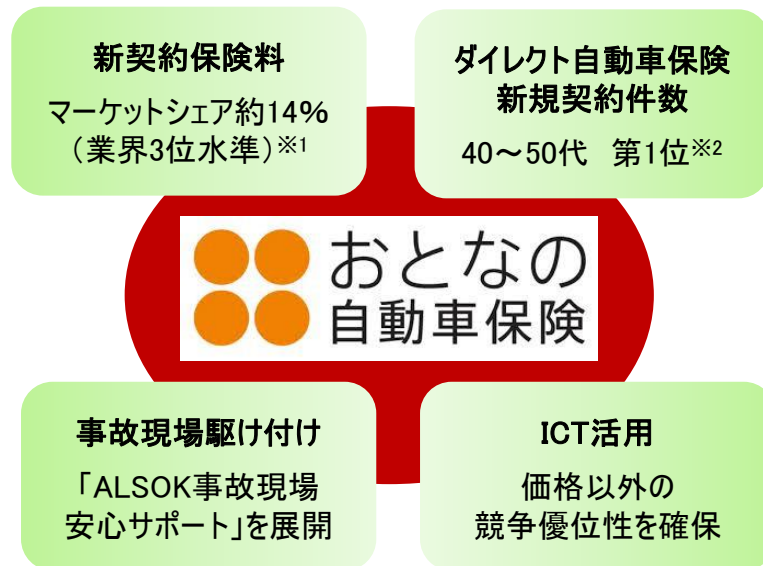 新契約保険料
マーケットシェア約14%
（業界3位水準）※1
ダイレクト自動車保険
新規契約件数
40～50代　第1位※2
おとなの
自動車保険
事故現場駆け付け
「ALSOK事故現場
安心サポート」を展開
ICT活用
価格以外の
競争優位性を確保